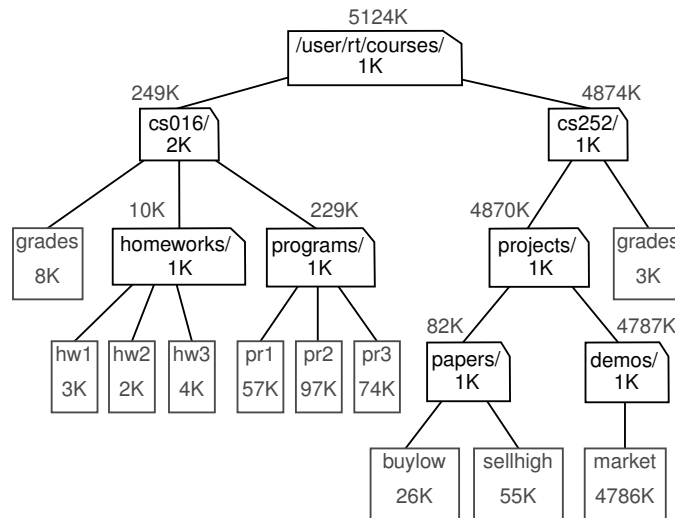 5124K
/user/rt/courses/
1K
249K
cs016/
2K
4874K
cs252/
1K
grades
8K
10K
homeworks/
1K
229K
programs/
1K
4870K
projects/
1K
grades
3K
hw1
3K
hw2
2K
hw3
4K
pr1
57K
pr2
97K
pr3
74K
82K
papers/
1K
4787K
demos/
1K
buylow
26K
sellhigh
55K
market
4786K